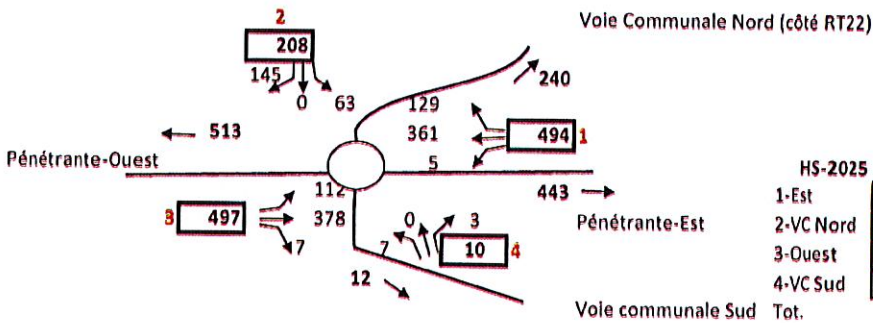 2
Voie Communale Nord (côté RT22)
208
145
0
63
129
240
513
361
494
1
Pénétrante-Ouest
5
HS-2025
112
443
1-Est
3
497
378
0
3
Pénétrante-Est
2-VC Nord
7
7
10
4
3-Ouest
12
4-VC Sud
Voie communale Sud
Tot.